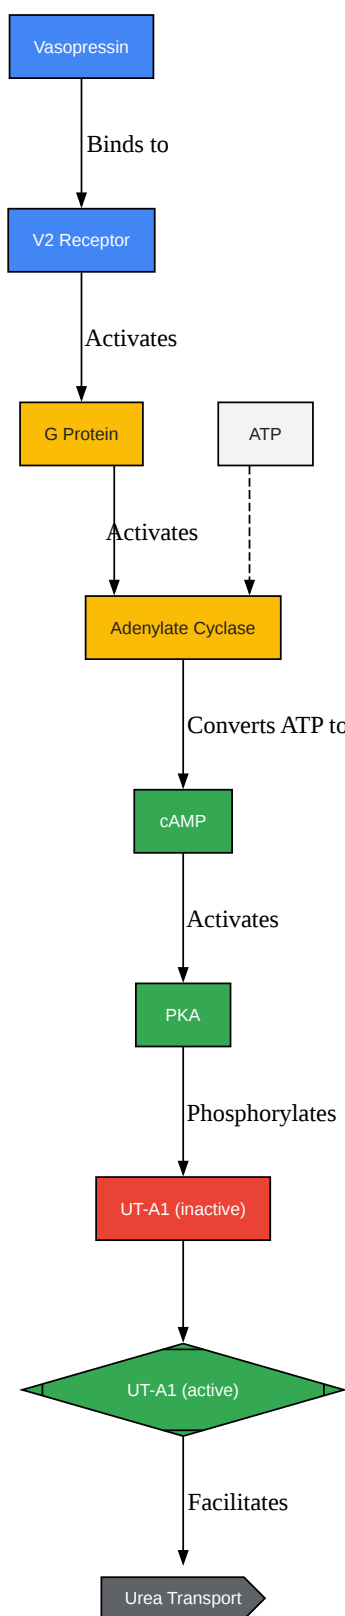 Vasopressin
Binds to
V2 Receptor
Activates
G Protein
ATP
Activates
Adenylate Cyclase
Converts ATP to
cAMP
Activates
PKA
Phosphorylates
UT-A1 (inactive)
UT-A1 (active)
Facilitates
Urea Transport